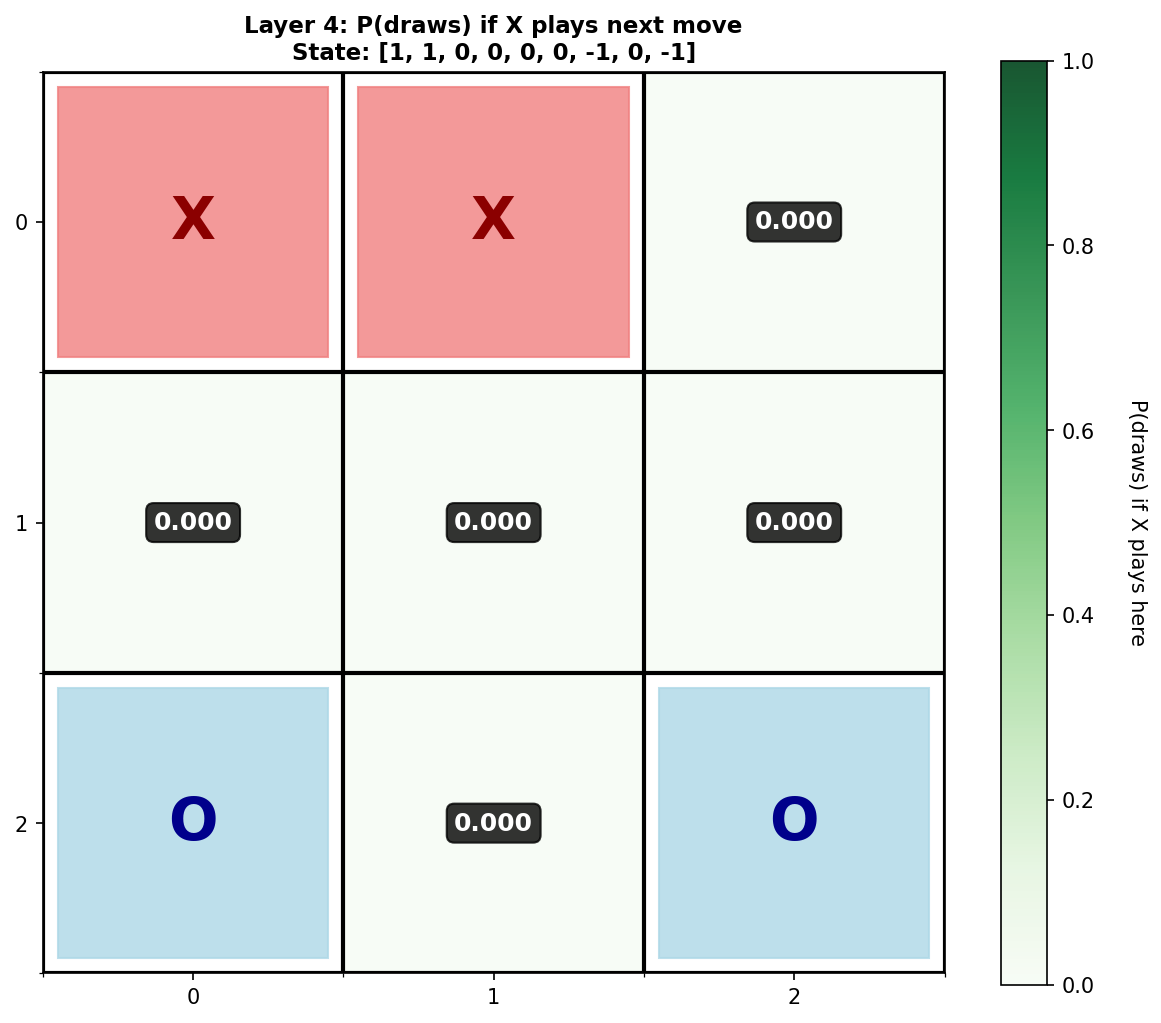 Layer 4: P(draws) if X plays next move
State: [1, 1, 0, 0, 0, 0, -1, 0, -1]
X
X
0.000
0.000
0.000
0.000
O
0.000
O
0
1
2
0
1
2
1.0
0.8
0.6
0.4
0.2
0.0
P(draws) if X plays here